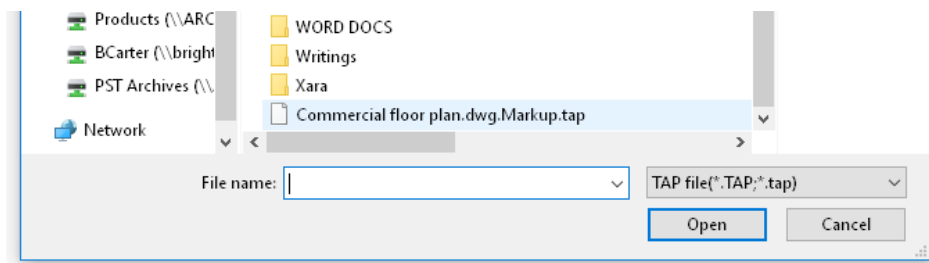 Products (\\ARC
BCarter (\\bright
PST Archives (\\
Network
WORD DOCS
Writings
Xara
Commercial floor plan.dwg.Markup.tap
File name:
TAP file(*.TAP;*.tap)
Open
Cancel